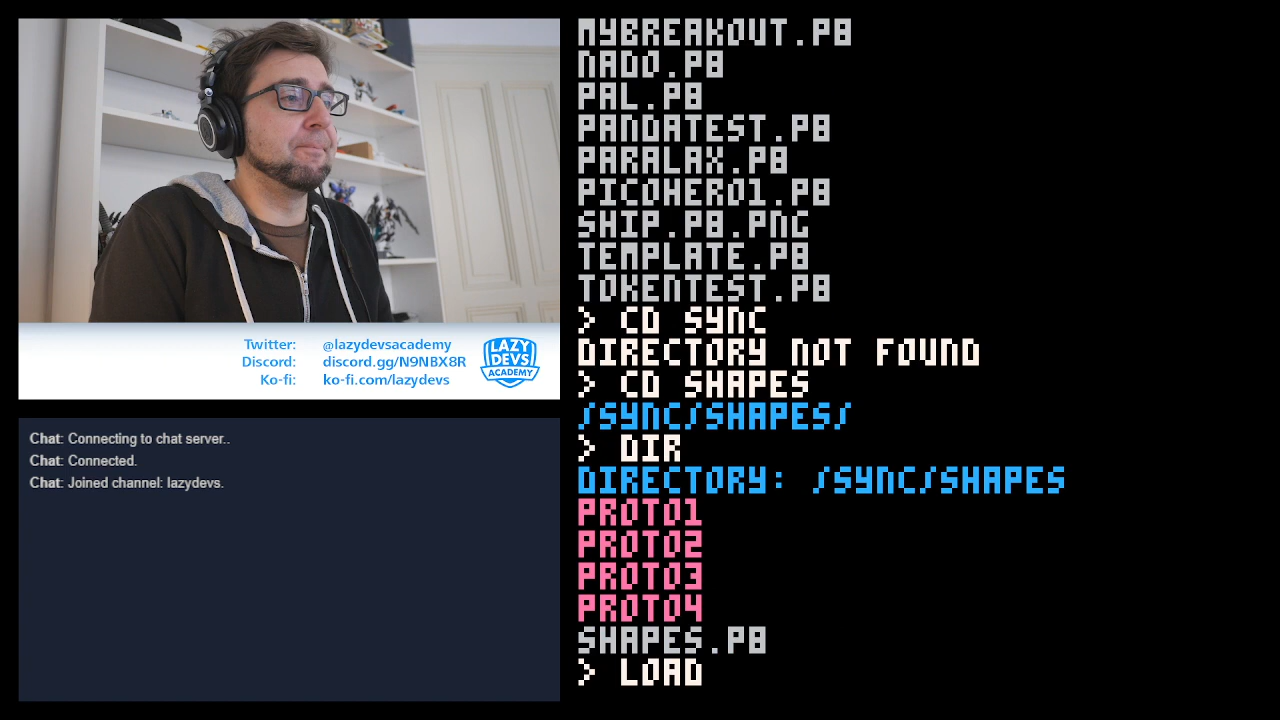 Twitter: @lazydevsacademy
Discord: discord.gg/N9NBX8R
Ko-fi: ko-fi.com/lazydevs
LAZY
DEVS
ACADEMY
Chat: Connecting to chat server..
Chat: Connected.
Chat: Joined channel: lazydevs.
MYBREAKOUT.P8
NADO.P8
PAL.P8
PANDATEST.P8
PARALAX.P8
PICOHERO1.P8
SHIP.P8.PNG
TEMPLATE.P8
TOKENTEST.P8
> CD SYNC
DIRECTORY NOT FOUND
> CD SHAPES
/SYNC/SHAPES/
> DIR
DIRECTORY: /SYNC/SHAPES
PROTO1
PROTO2
PROTO3
PROTO4
SHAPES.P8
> LOAD